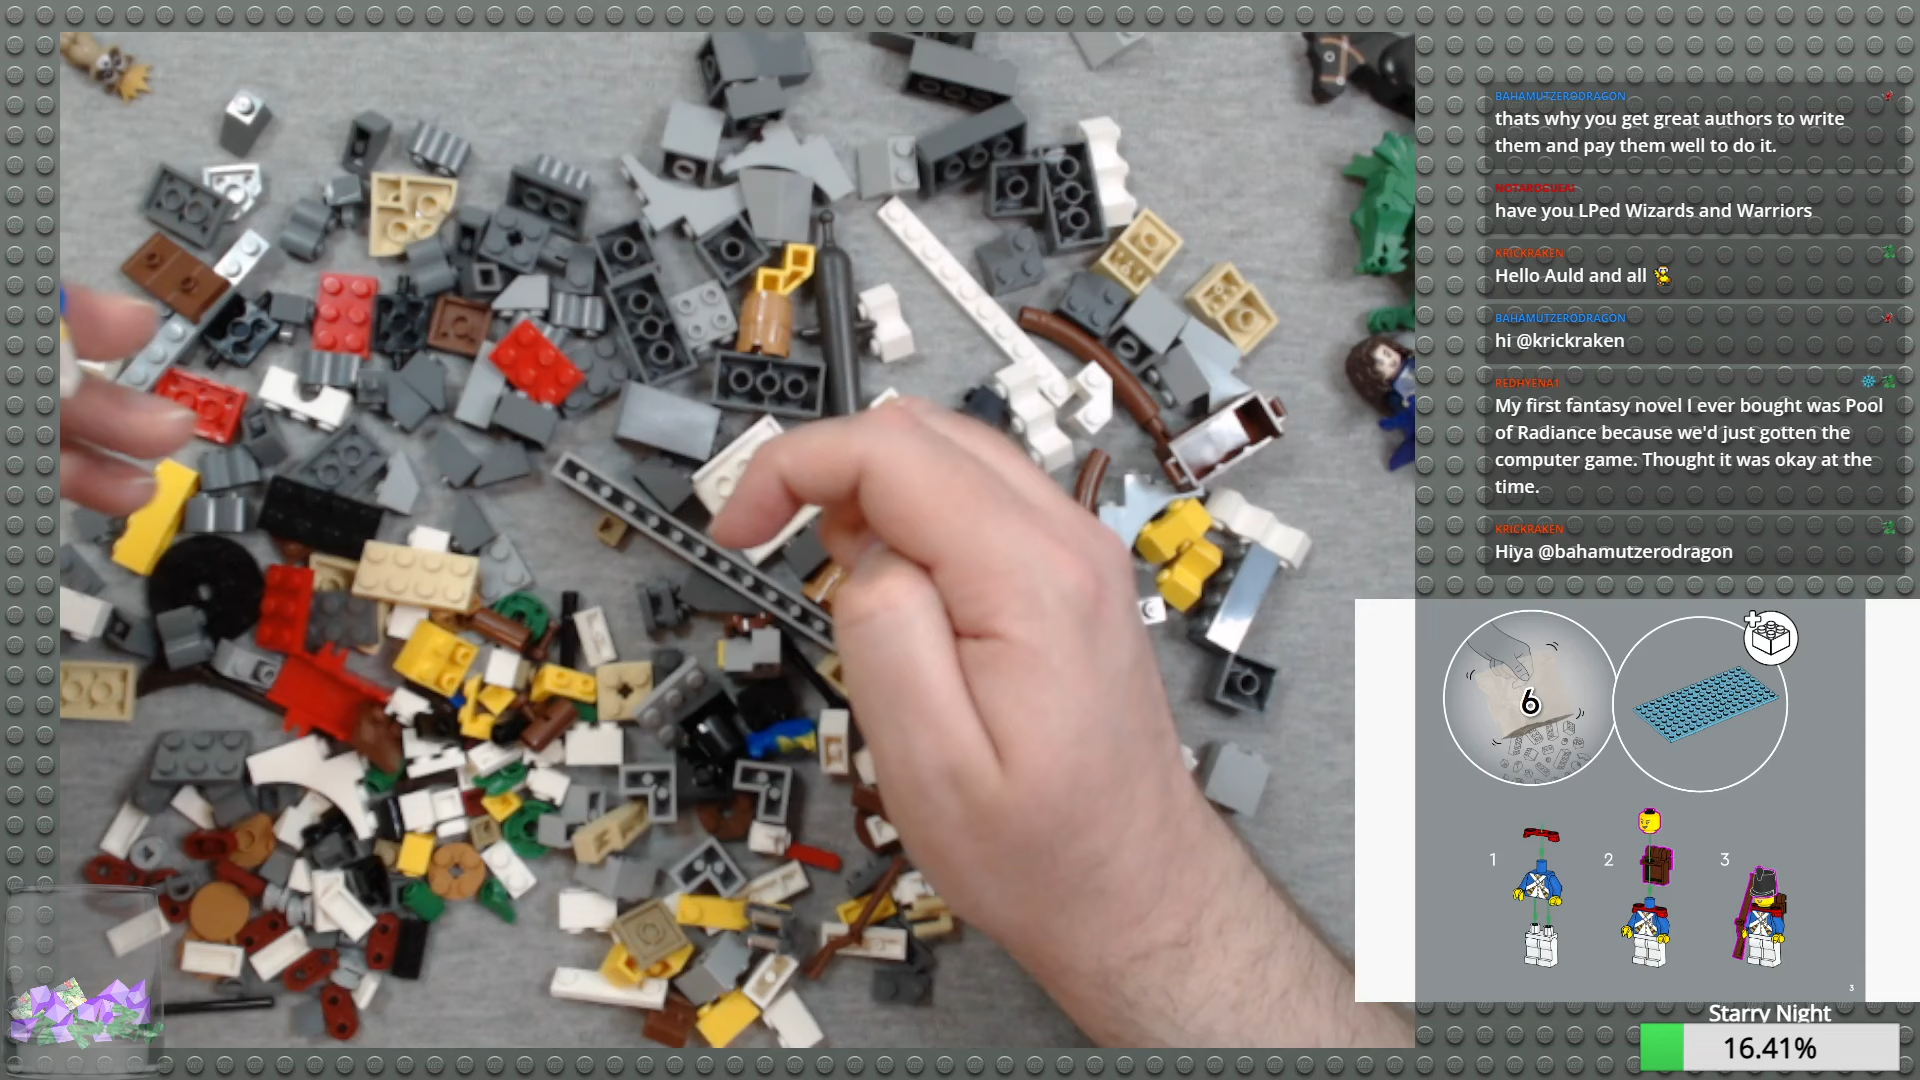 BAHAMUTZERODRAGON
thats why you get great authors to write
them and pay them well to do it.
NOTAROGUEAI
have you LPed Wizards and Warriors
KRICKRAKEN
Hello Auld and all
BAHAMUTZERODRAGON
hi @krickraken
REDHYENA1
My first fantasy novel I ever bought was Pool
of Radiance because we'd just gotten the
computer game. Thought it was okay at the
time.
KRICKRAKEN
Hiya @bahamutzerodragon
6
1
2
3
3
Starry Night
16.41%